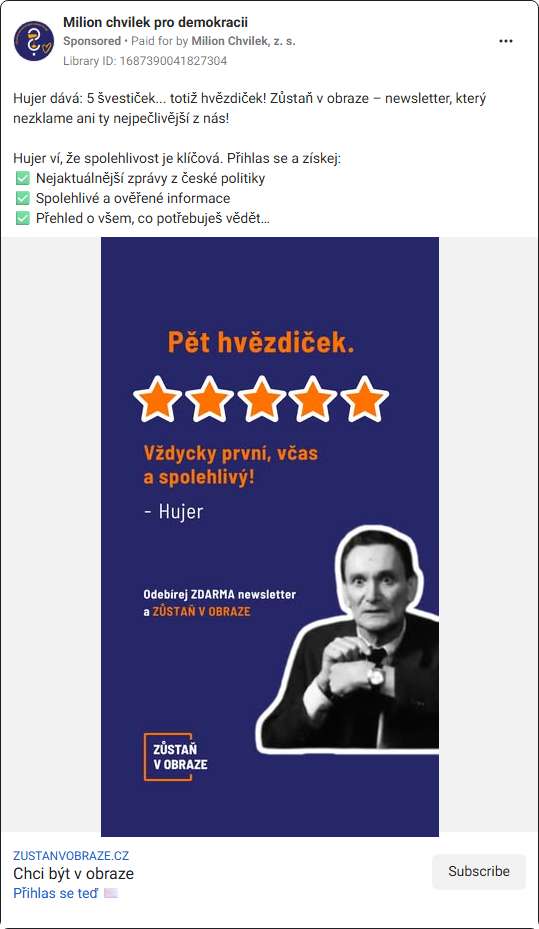 Milion chvilek pro demokracii
Sponsored • Paid for by Milion Chvilek, z. s.
Library ID: 1687390041827304
Hujer dává: 5 švestiček... totiž hvězdiček! Zůstaň v obraze – newsletter, který
nezklame ani ty nejpečlivější z nás!
Hujer ví, že spolehlivost je klíčová. Přihlas se a získej:
✅ Nejaktuálnější zprávy z české politiky
✅ Spolehlivé a ověřené informace
✅ Přehled o všem, co potřebuješ vědět...
Pět hvězdiček.
Vždycky první, včas
a spolehlivý!
- Hujer
Odebírej ZDARMA newsletter
a ZŮSTAŇ V OBRAZE
ZŮSTAŇ
V OBRAZE
ZUSTANVOBRAZE.CZ
Chci být v obraze
Přihlas se teď
Subscribe